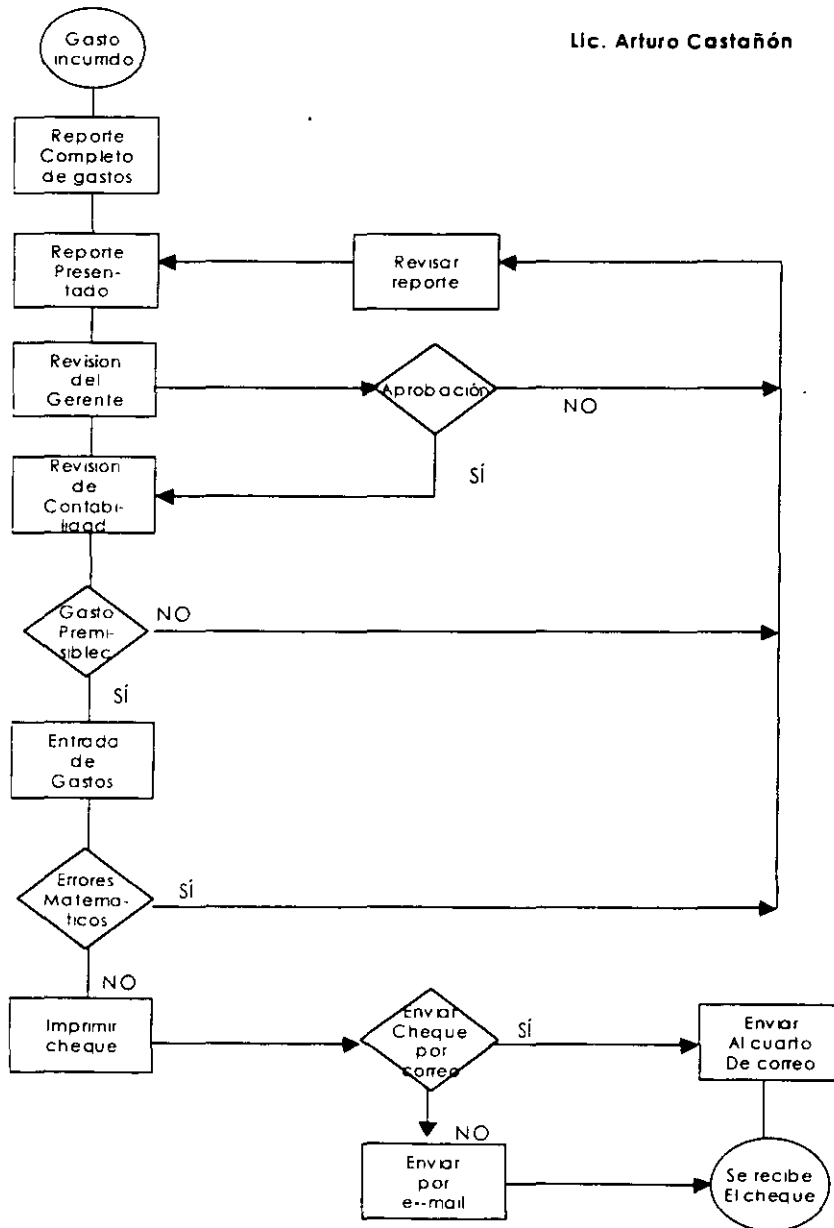 Lic. Arturo Castañón
Gasto
incurrido
Reporte
Completo
de gastos
Reporte
Presen-
tado
Revisar
reporte
Revision
del
Gerente
Aprobación
NO
SÍ
Revision
de
Contabi-
lidad
Gasto
Premi-
siblec
NO
SÍ
Entrada
de
Gastos
Errores
Matema-
ticos
SÍ
NO
Imprimir
cheque
Enviar
Cheque
por
correo
SÍ
Enviar
Al cuarto
De correo
NO
Enviar
por
e--mail
Se recibe
El cheque